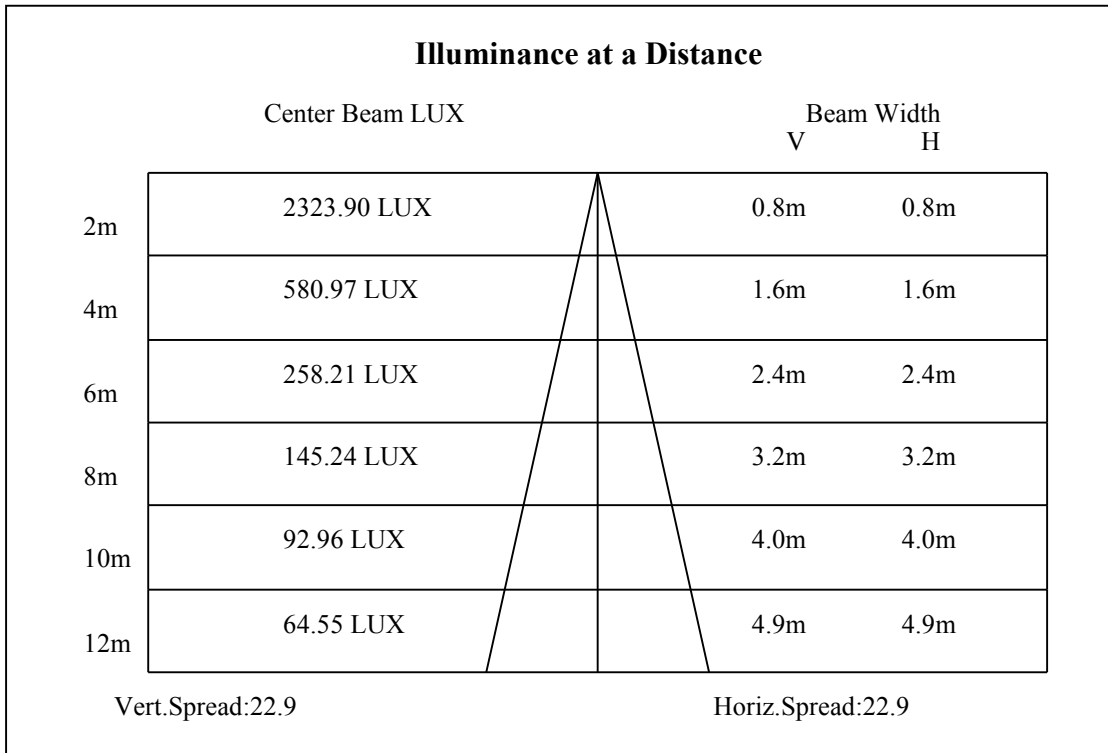 Illuminance at a Distance
Center Beam LUX Beam Width
V H
2m 2323.90 LUX 0.8m 0.8m
4m 580.97 LUX 1.6m 1.6m
6m 258.21 LUX 2.4m 2.4m
8m 145.24 LUX 3.2m 3.2m
10m 92.96 LUX 4.0m 4.0m
12m 64.55 LUX 4.9m 4.9m
Vert.Spread:22.9 Horiz.Spread:22.9